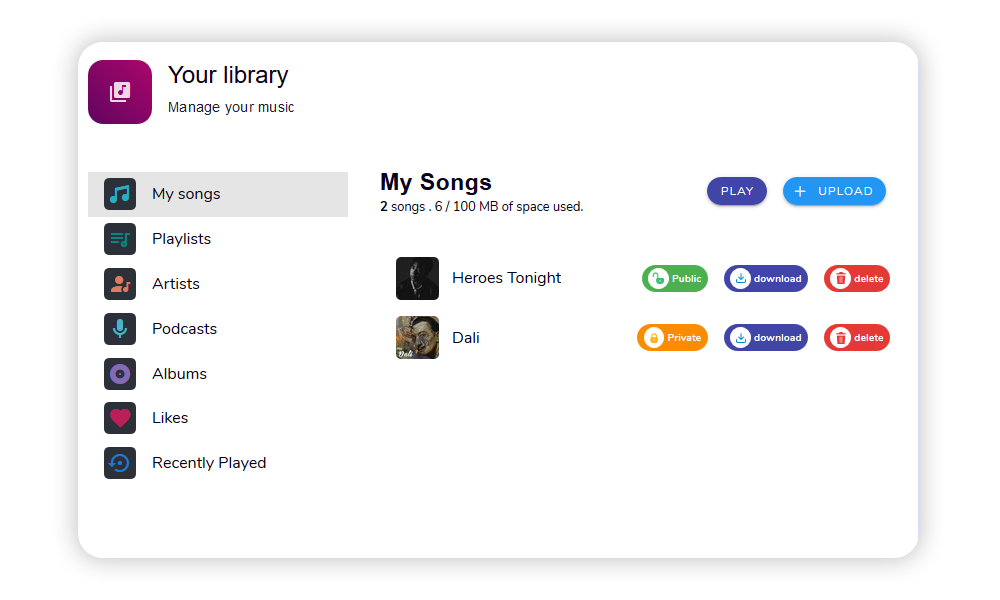 Your library
Manage your music
My songs
Playlists
Artists
Podcasts
Albums
Likes
Recently Played
My Songs
2 songs . 6 / 100 MB of space used.
PLAY
+ UPLOAD
Heroes Tonight
Public
download
delete
Dali
Dali
Private
download
delete